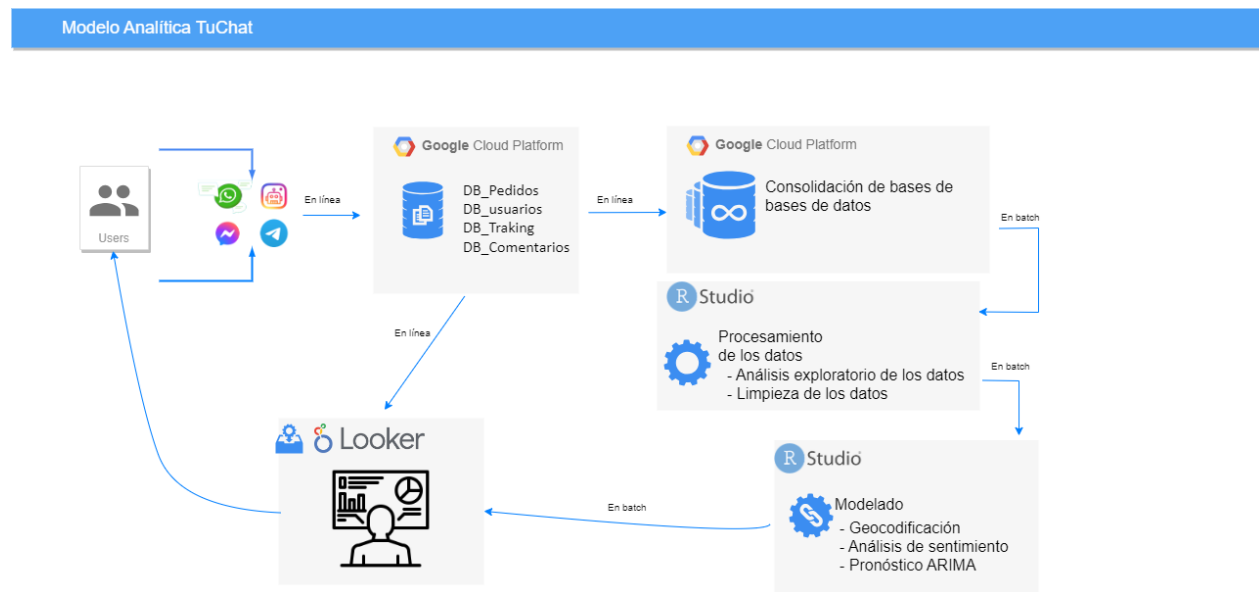 Modelo Analítica TuChat
Users
En línea
Google Cloud Platform
DB_Pedidos
DB_usuarios
DB_Traking
DB_Comentarios
En línea
Google Cloud Platform
Consolidación de bases de
bases de datos
En batch
R Studio
Procesamiento
de los datos
- Análisis exploratorio de los datos
- Limpieza de los datos
En batch
En línea
Looker
R Studio
Modelado
- Geocodificación
- Análisis de sentimiento
- Pronóstico ARIMA
En batch